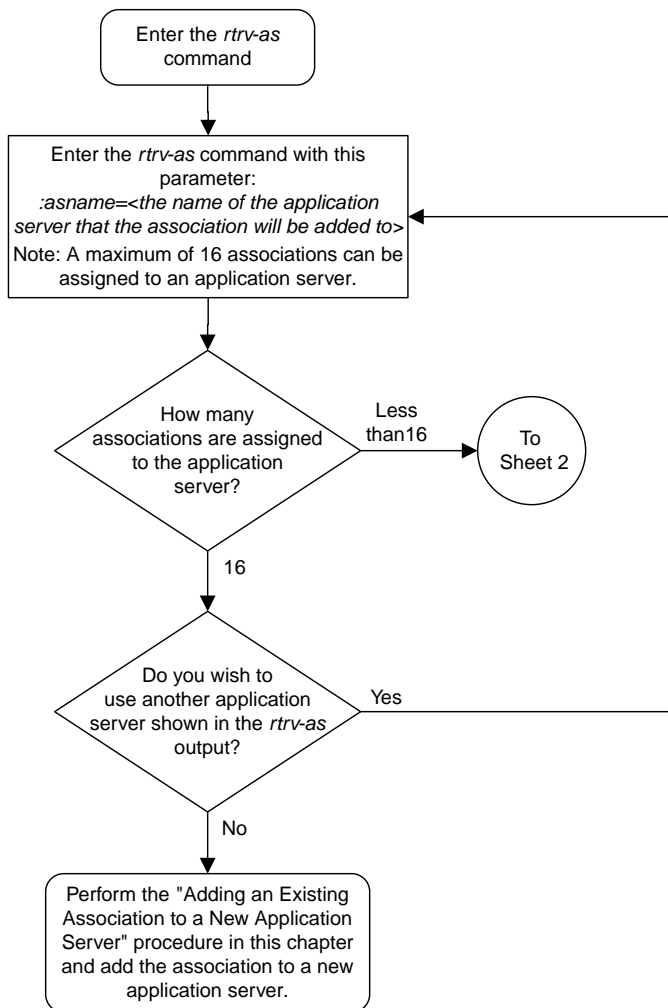 Enter the rtrv-as
command
Enter the rtrv-as command with this
parameter:
:asname=<the name of the application
server that the association will be added to>
Note: A maximum of 16 associations can be
assigned to an application server.
How many
associations are assigned
to the application
server?
Less
than16
To
Sheet 2
16
Do you wish to
use another application
server shown in the rtrv-as
output?
Yes
No
Perform the "Adding an Existing
Association to a New Application
Server" procedure in this chapter
and add the association to a new
application server.